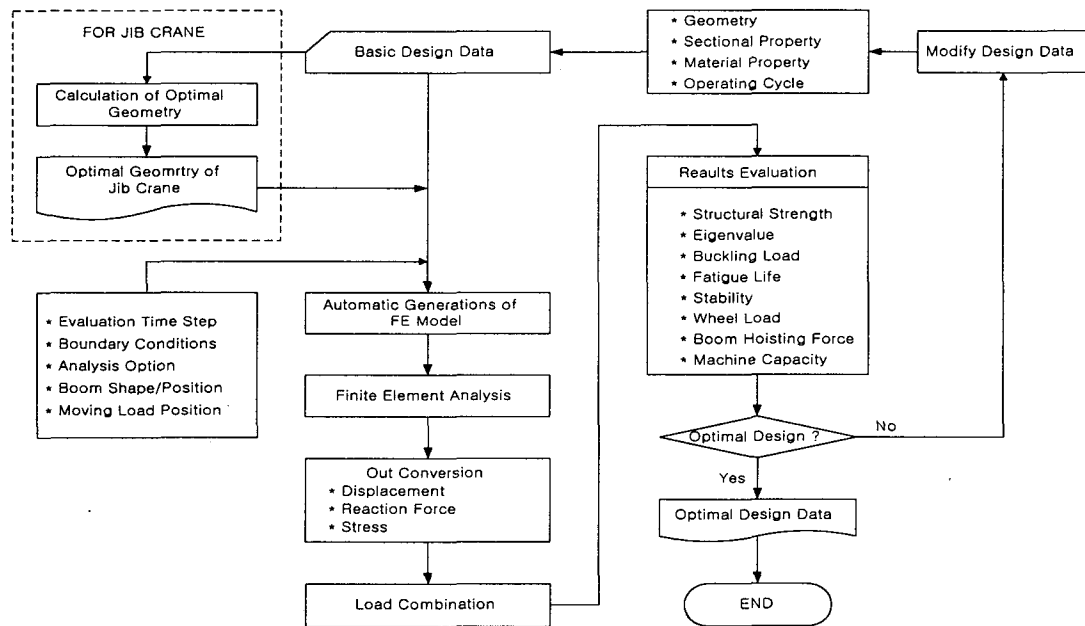 FOR JIB CRANE
Calculation of Optimal
Geometry
Optimal Geomrtry of
Jib Crane
Basic Design Data
* Geometry
* Sectional Property
* Material Property
* Operating Cycle
Modify Design Data
* Evaluation Time Step
* Boundary Conditions
* Analysis Option
* Boom Shape/Position
* Moving Load Position
Automatic Generations of
FE Model
Finite Element Analysis
Out Conversion
* Displacement
* Reaction Force
* Stress
Load Combination
Results Evaluation
* Structural Strength
* Eigenvalue
* Buckling Load
* Fatigue Life
* Stability
* Wheel Load
* Boom Hoisting Force
* Machine Capacity
Optimal Design ?
No
Yes
Optimal Design Data
END